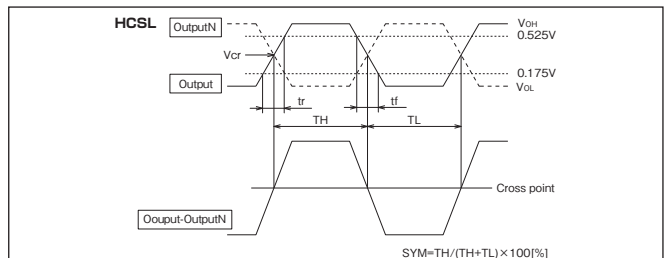 HCSL
OutputN
VOH
0.525V
Vcr
0.175V
Output
VOL
tr
tf
TH
TL
Cross point
Oouput-OutputN
SYM=TH/(TH+TL)×100[%]